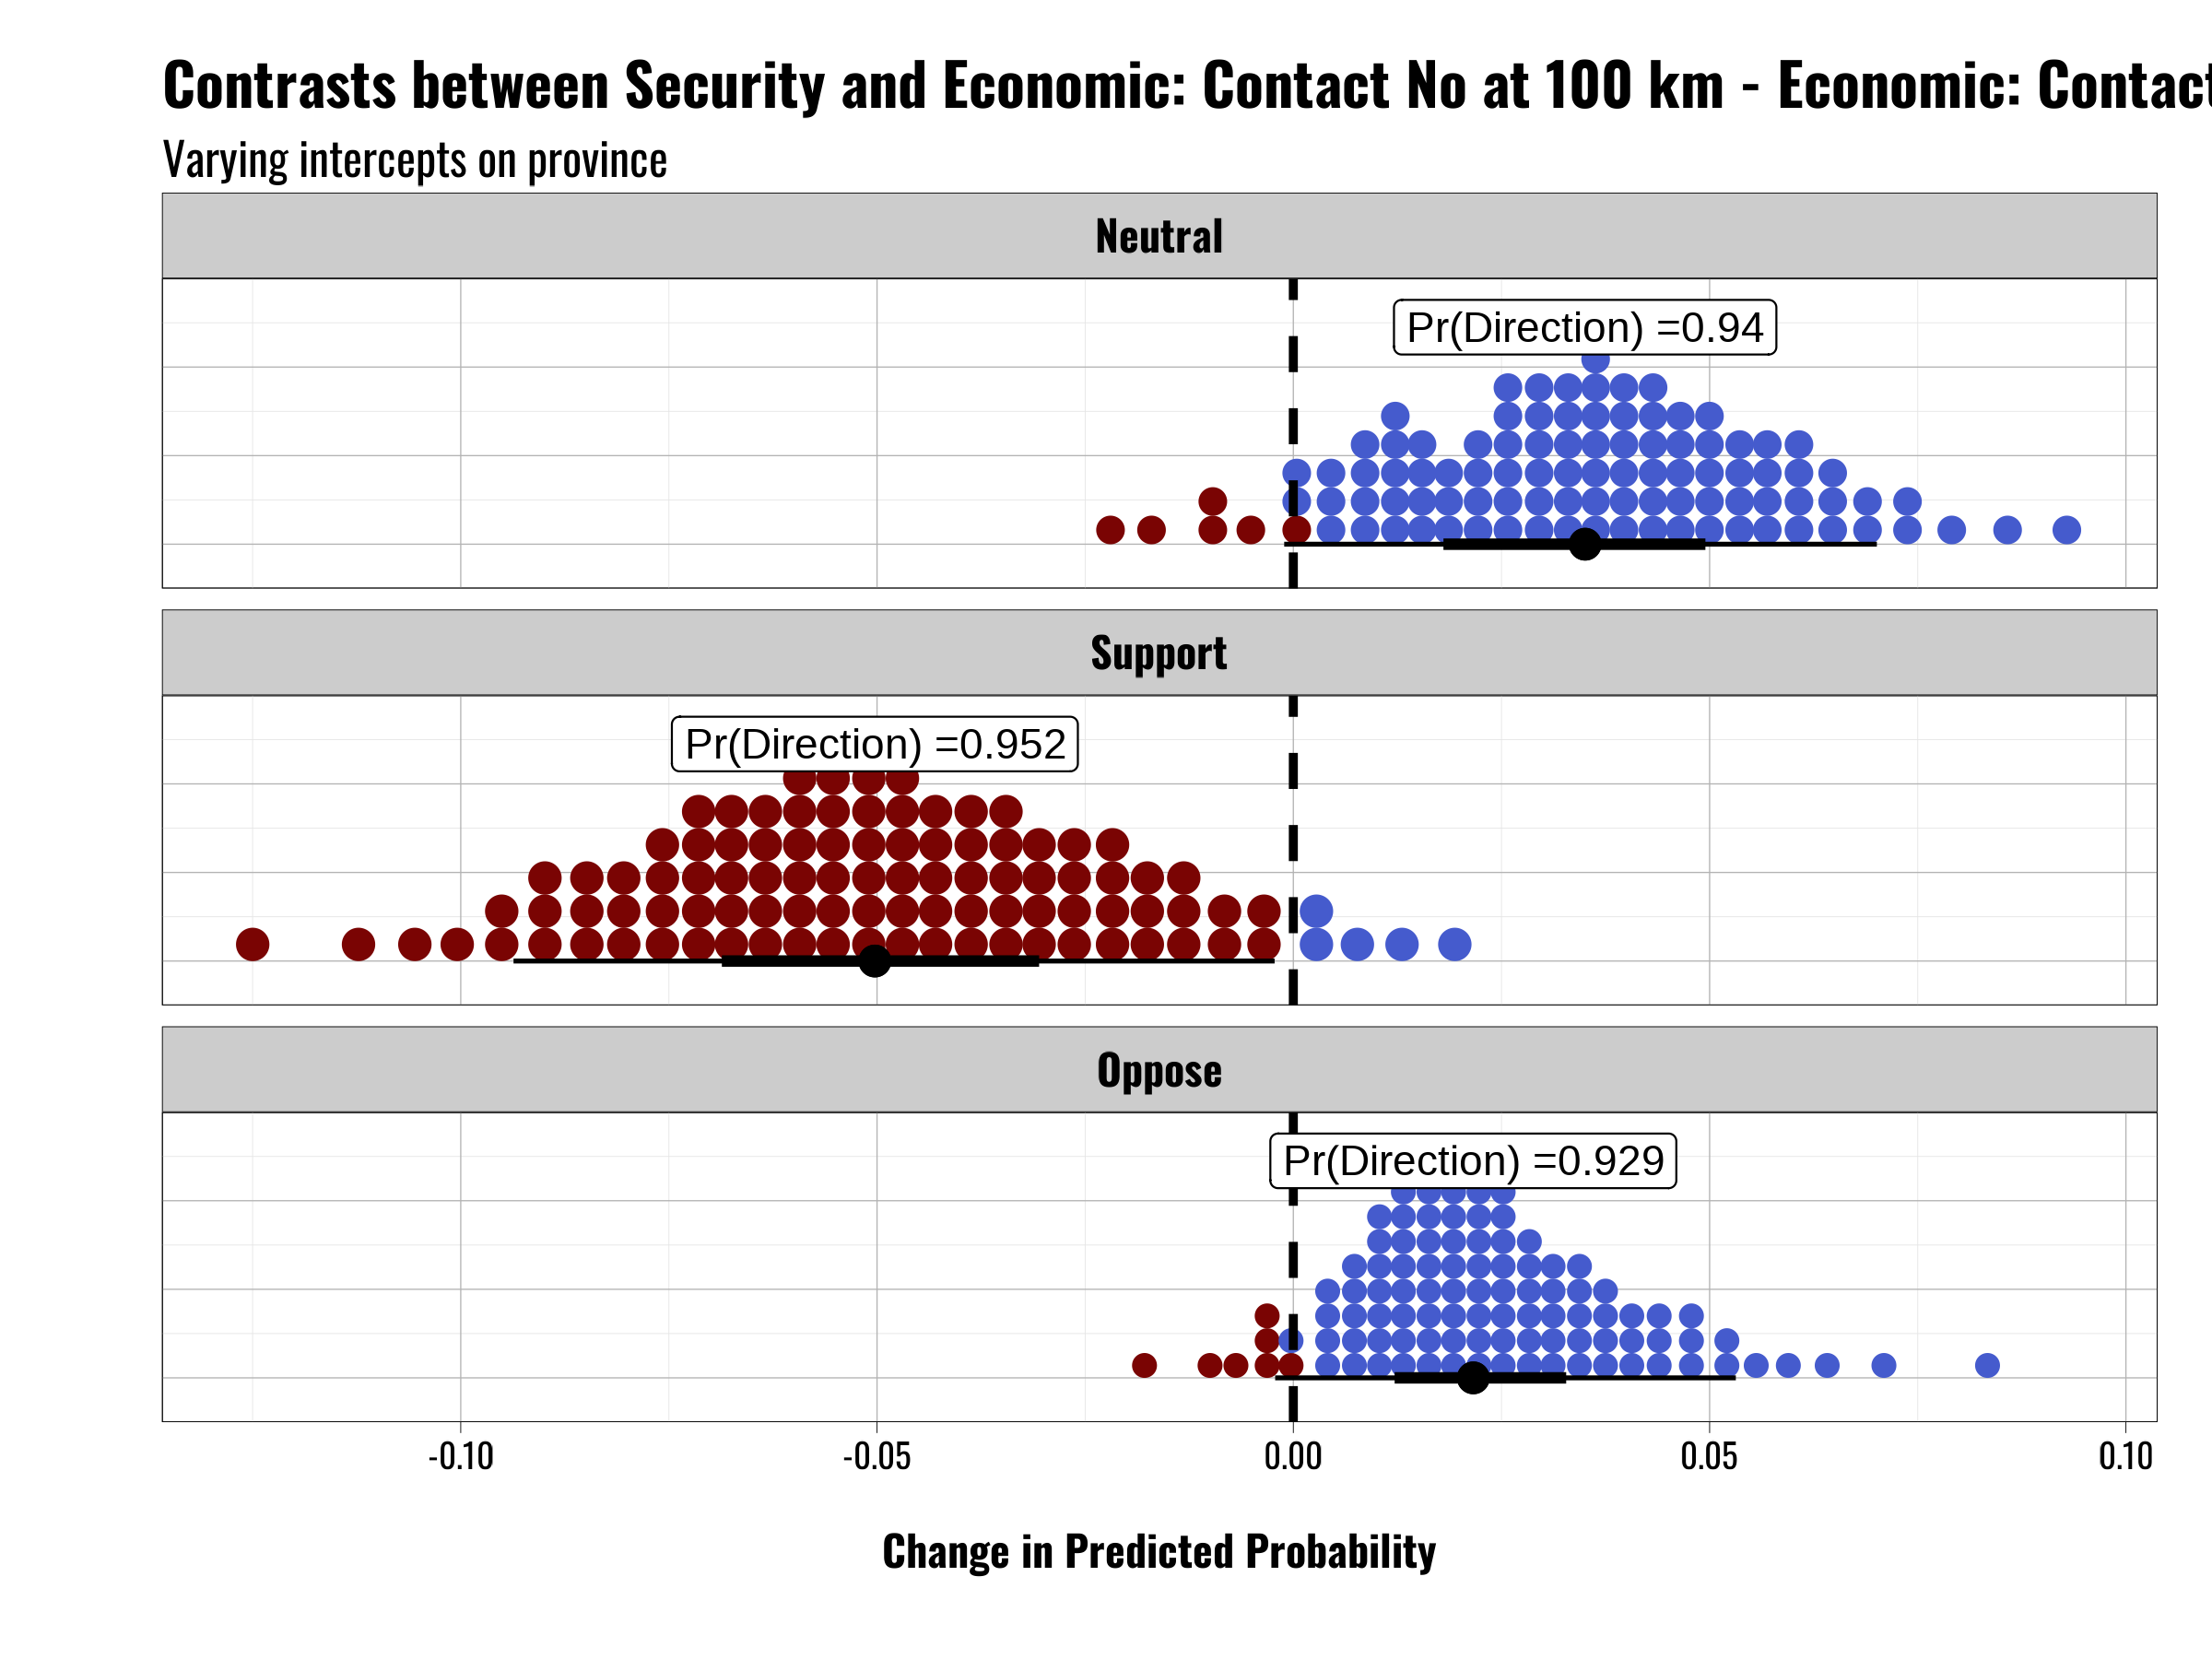 Contrasts between Security and Economic: Contact No at 100 km - Economic: Contact
Varying intercepts on province
Neutral
Pr(Direction) =0.94
Support
Pr(Direction) =0.952
Oppose
Pr(Direction) =0.929
-0.10 -0.05 0.00 0.05 0.10
Change in Predicted Probability